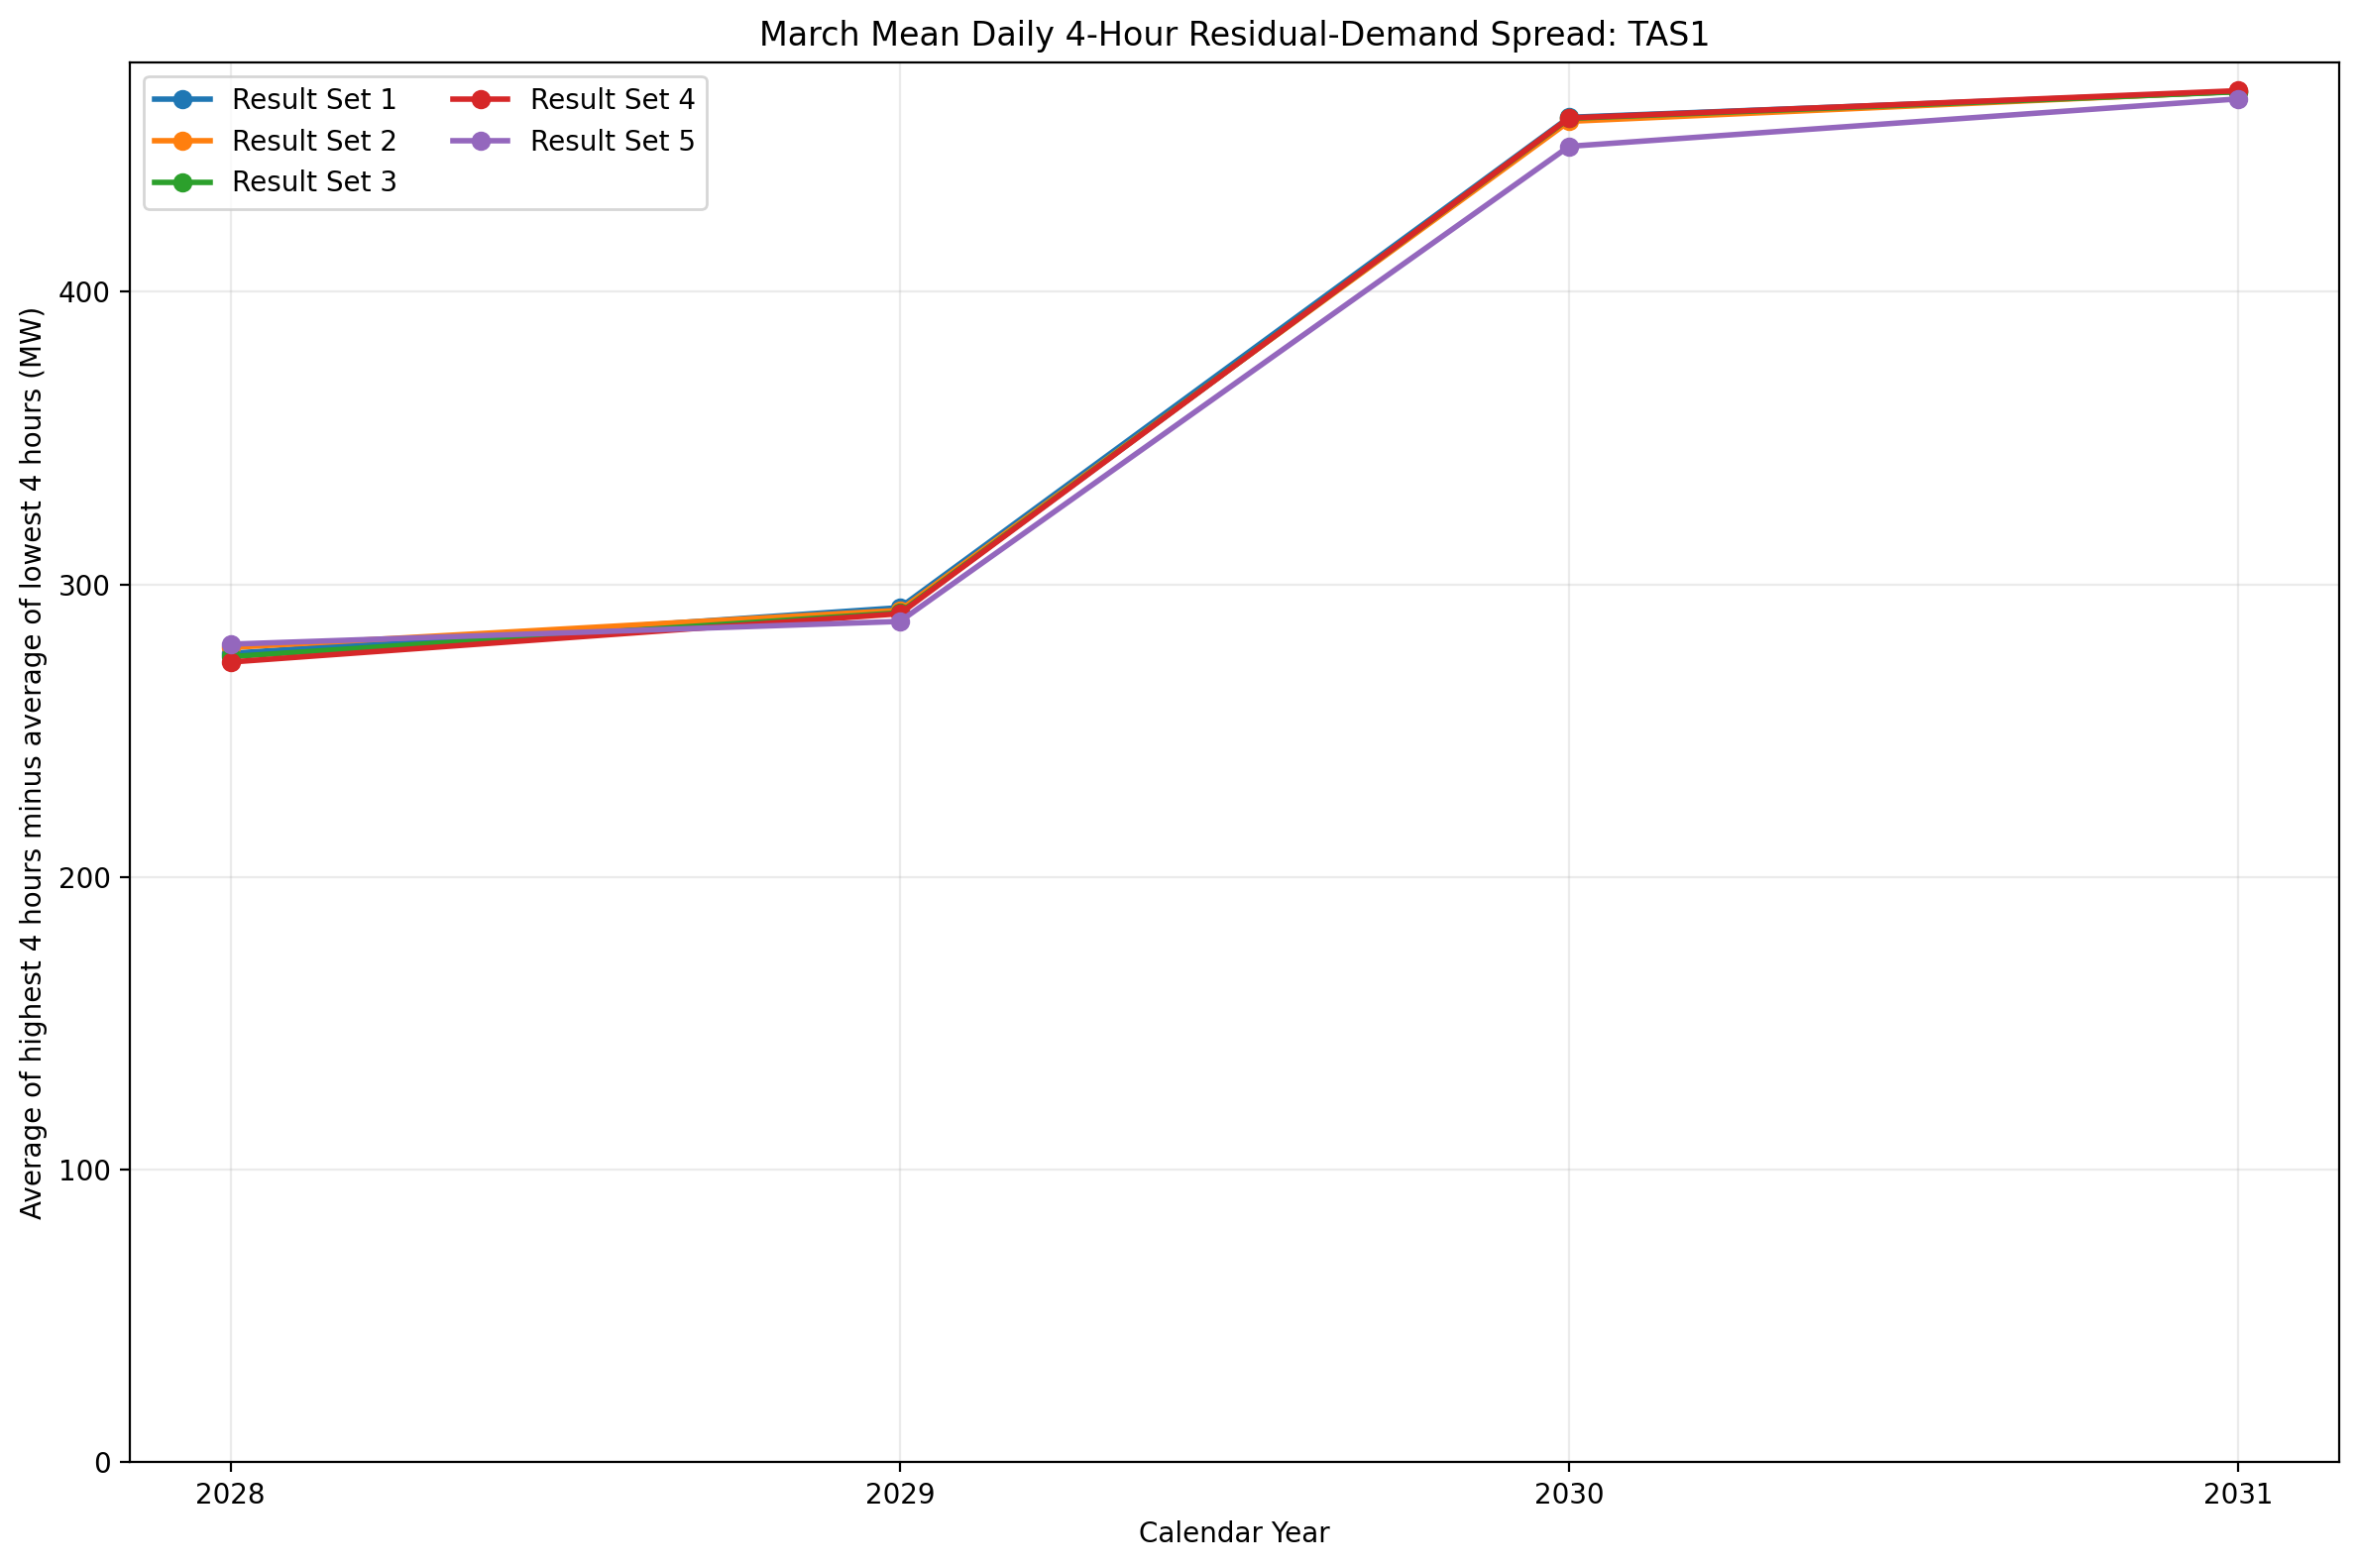 March Mean Daily 4-Hour Residual-Demand Spread: TAS1
Result Set 1
Result Set 2
Result Set 3
Result Set 4
Result Set 5
Average of highest 4 hours minus average of lowest 4 hours (MW)
400
300
200
100
0
2028
2029
2030
2031
Calendar Year